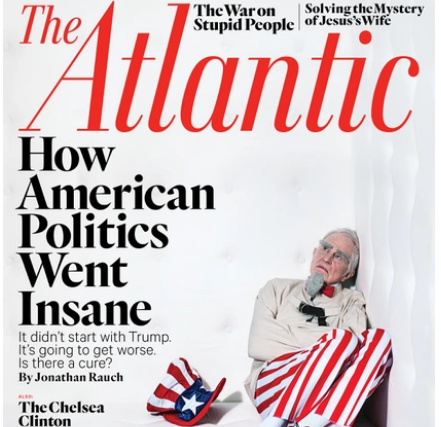 The
Atlantic
The War on
Stupid People
Solving the Mystery
of Jesus's Wife
How
American
Politics
Went
Insane
It didn't start with Trump.
It's going to get worse.
Is there a cure?
By Jonathan Rauch
ALSO:
The Chelsea
Clinton